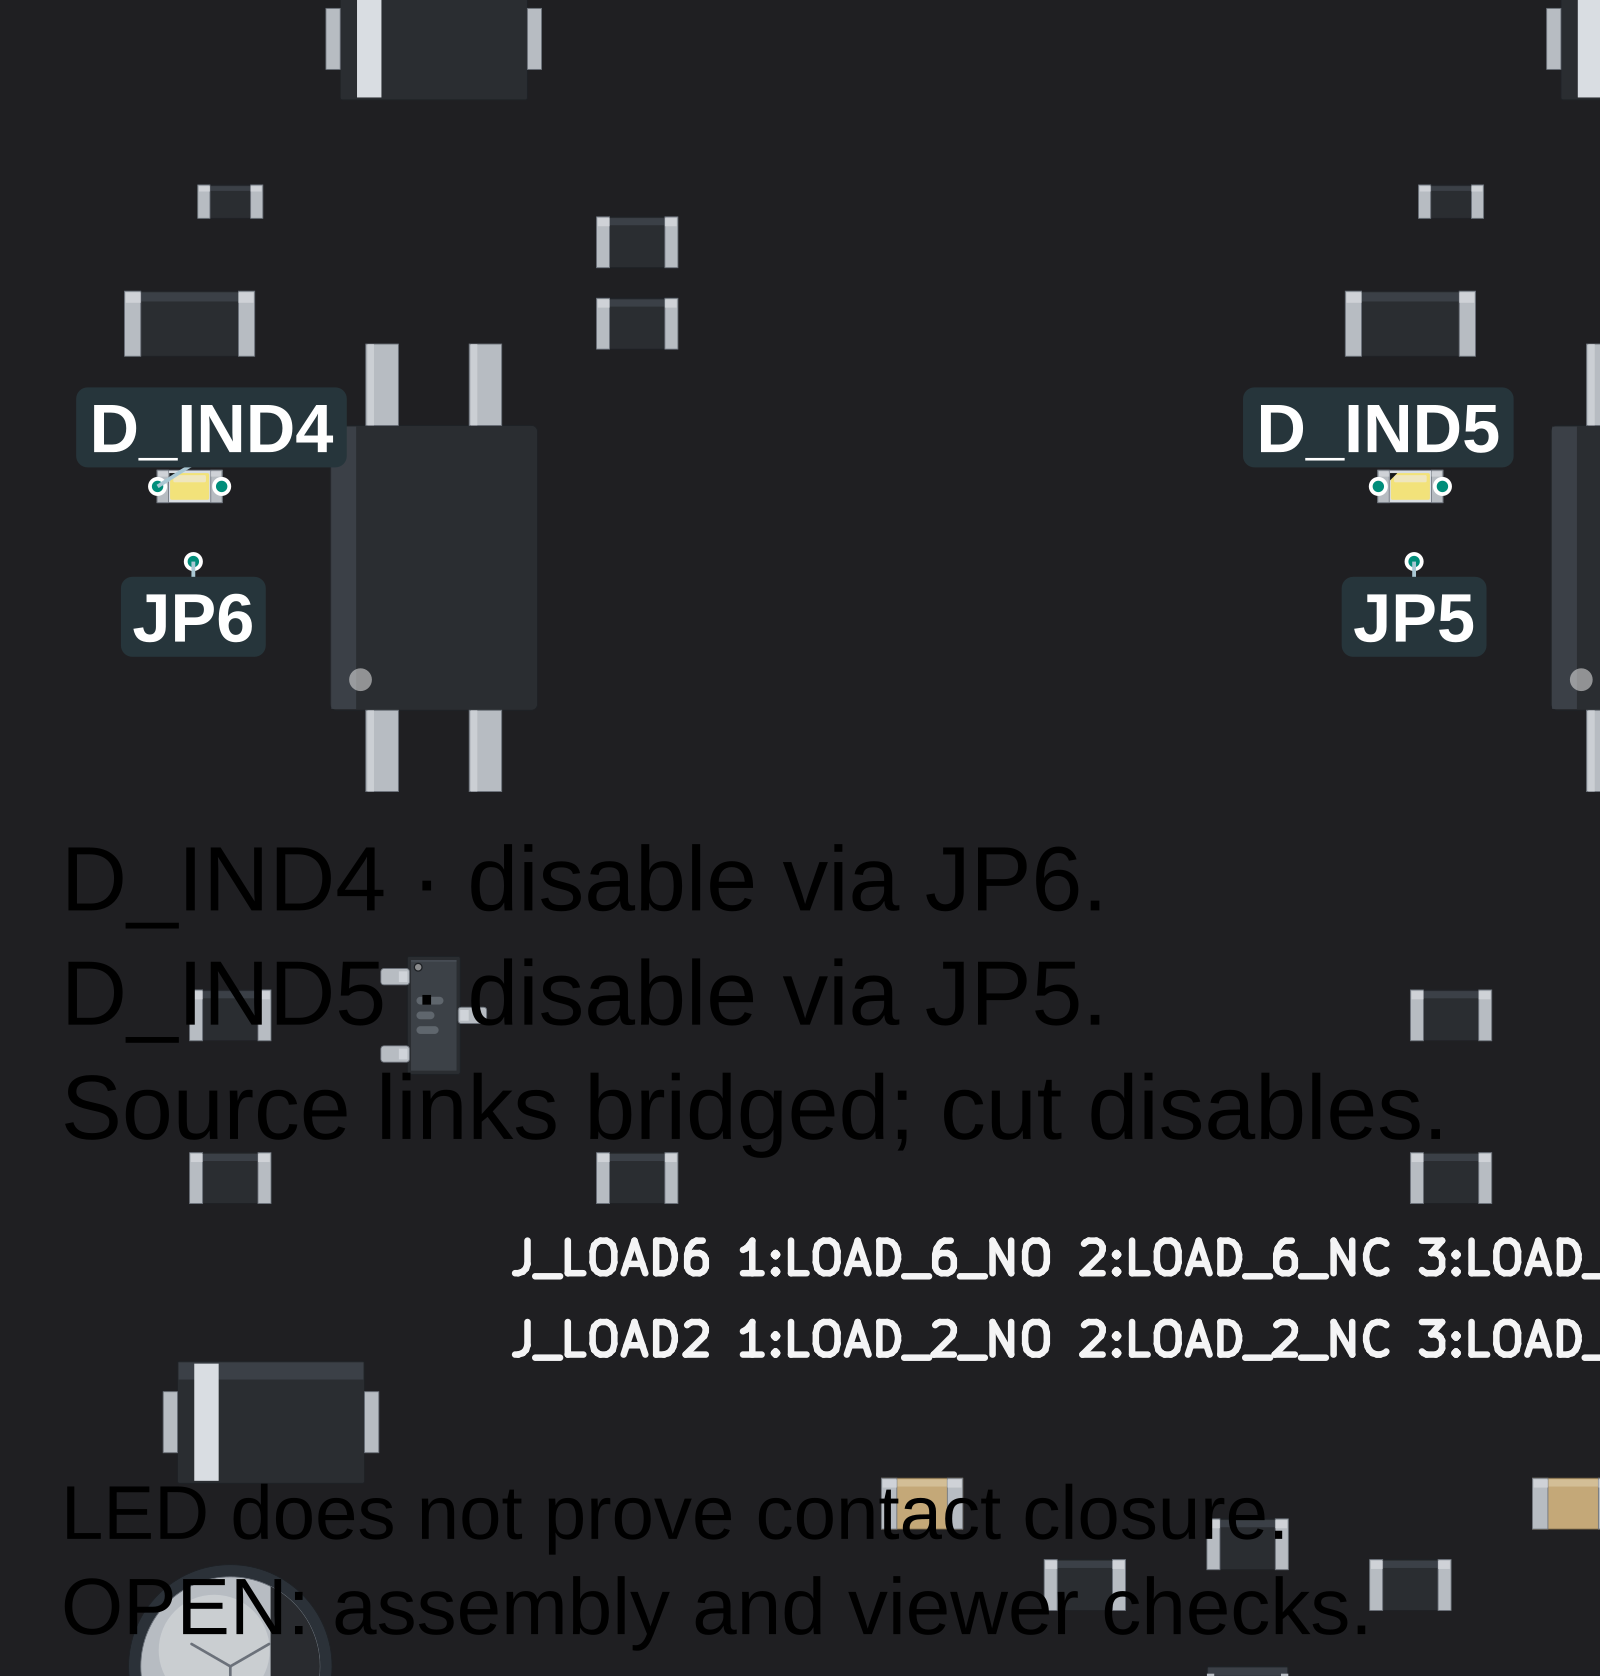 D_IND4 D_IND5
JP6 JP5
D_IND4 · disable via JP6.
D_IND5 · disable via JP5.
Source links bridged; cut disables.
J_LOAD6 1:LOAD_6_NO 2:LOAD_6_NC 3:LOAD_
J_LOAD2 1:LOAD_2_NO 2:LOAD_2_NC 3:LOAD_
LED does not prove contact closure.
OPEN: assembly and viewer checks.